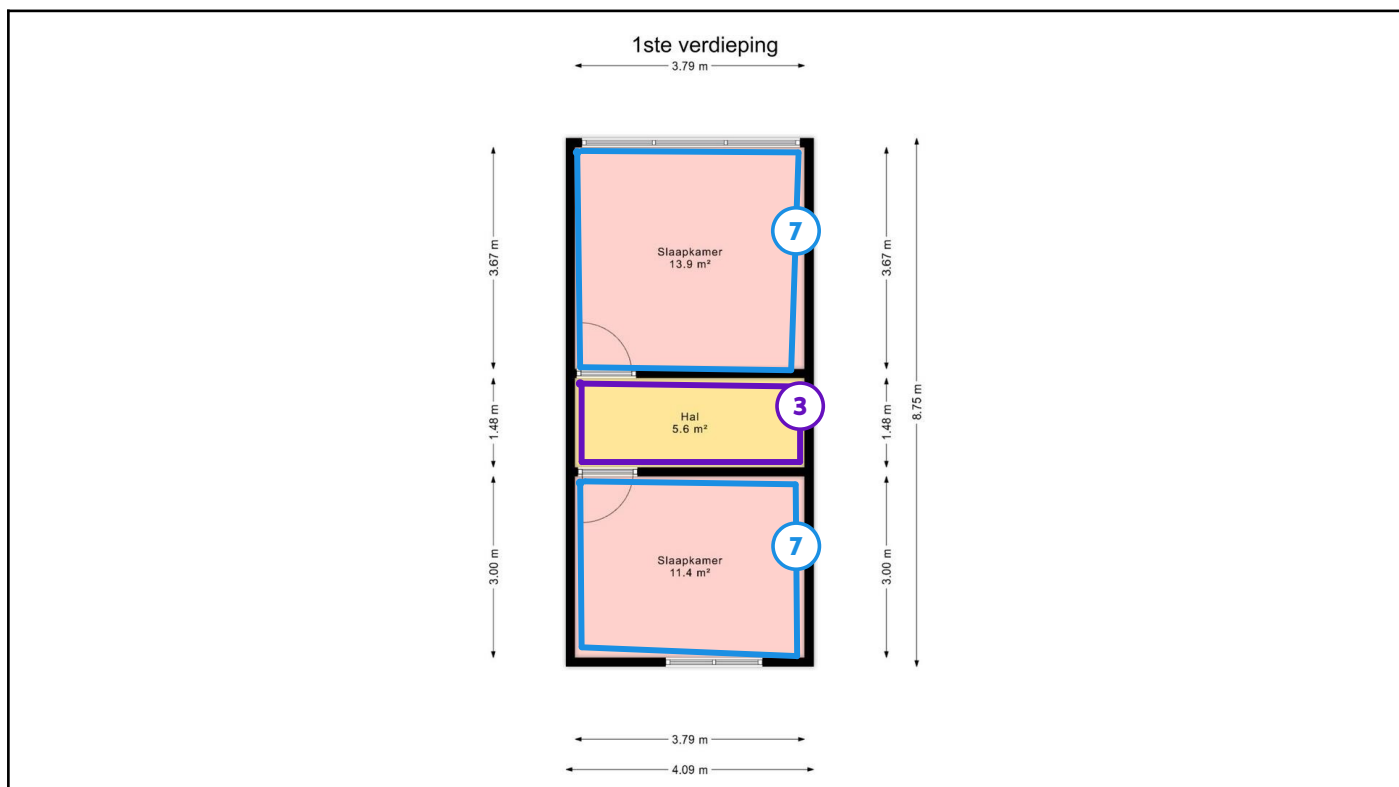 1ste verdieping
3.79 m
7
Slaapkamer
13.9 m²
3.67 m
3.67 m
8.75 m
3
Hal
5.6 m²
1.48 m
1.48 m
7
Slaapkamer
11.4 m²
3.00 m
3.00 m
3.79 m
4.09 m